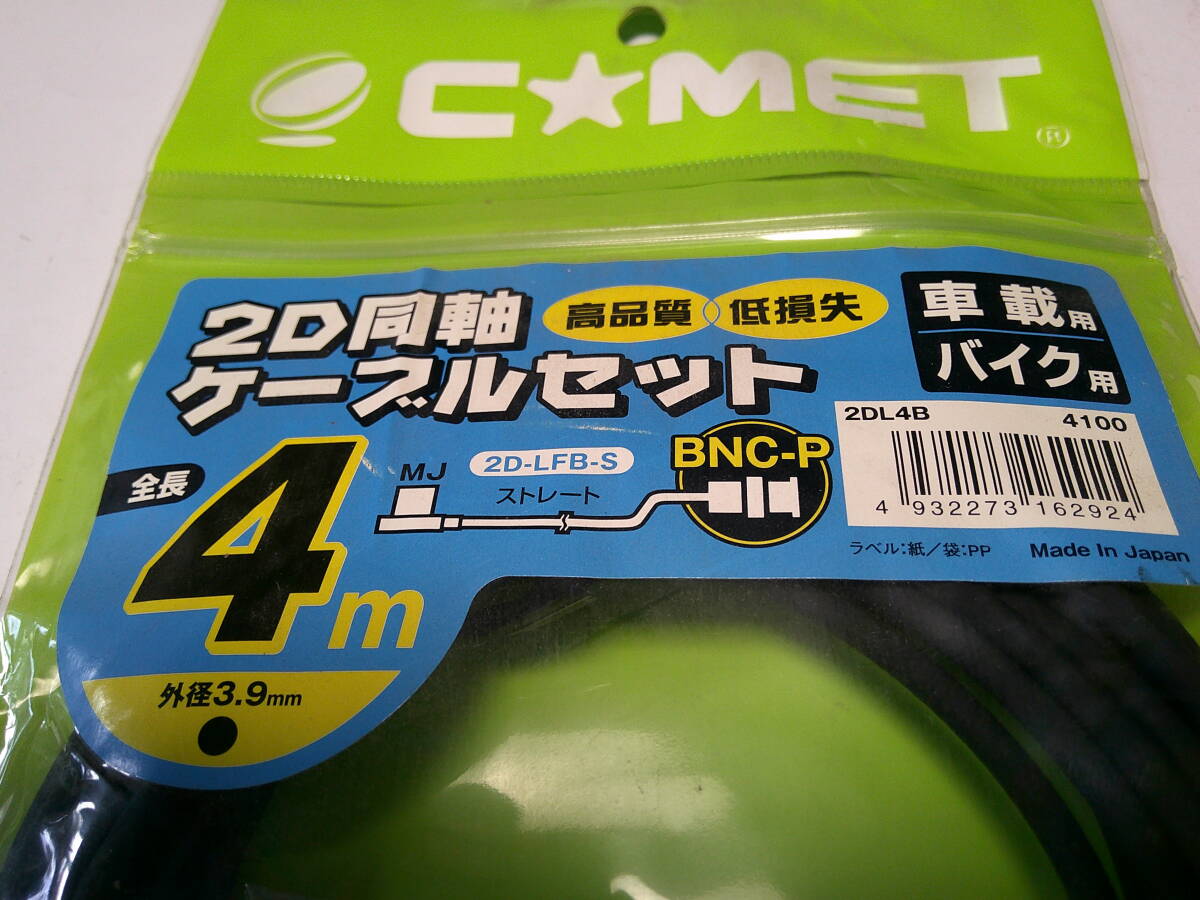 C★MET®
2D同軸
ケーブルセット
高品質 低損失
車載用
バイク用
2DL4B 4100
4 932273 162924
全長
4m
MJ
2D-LFB-S
ストレート
BNC-P
ラベル:紙/袋:PP Made In Japan
外径3.9mm